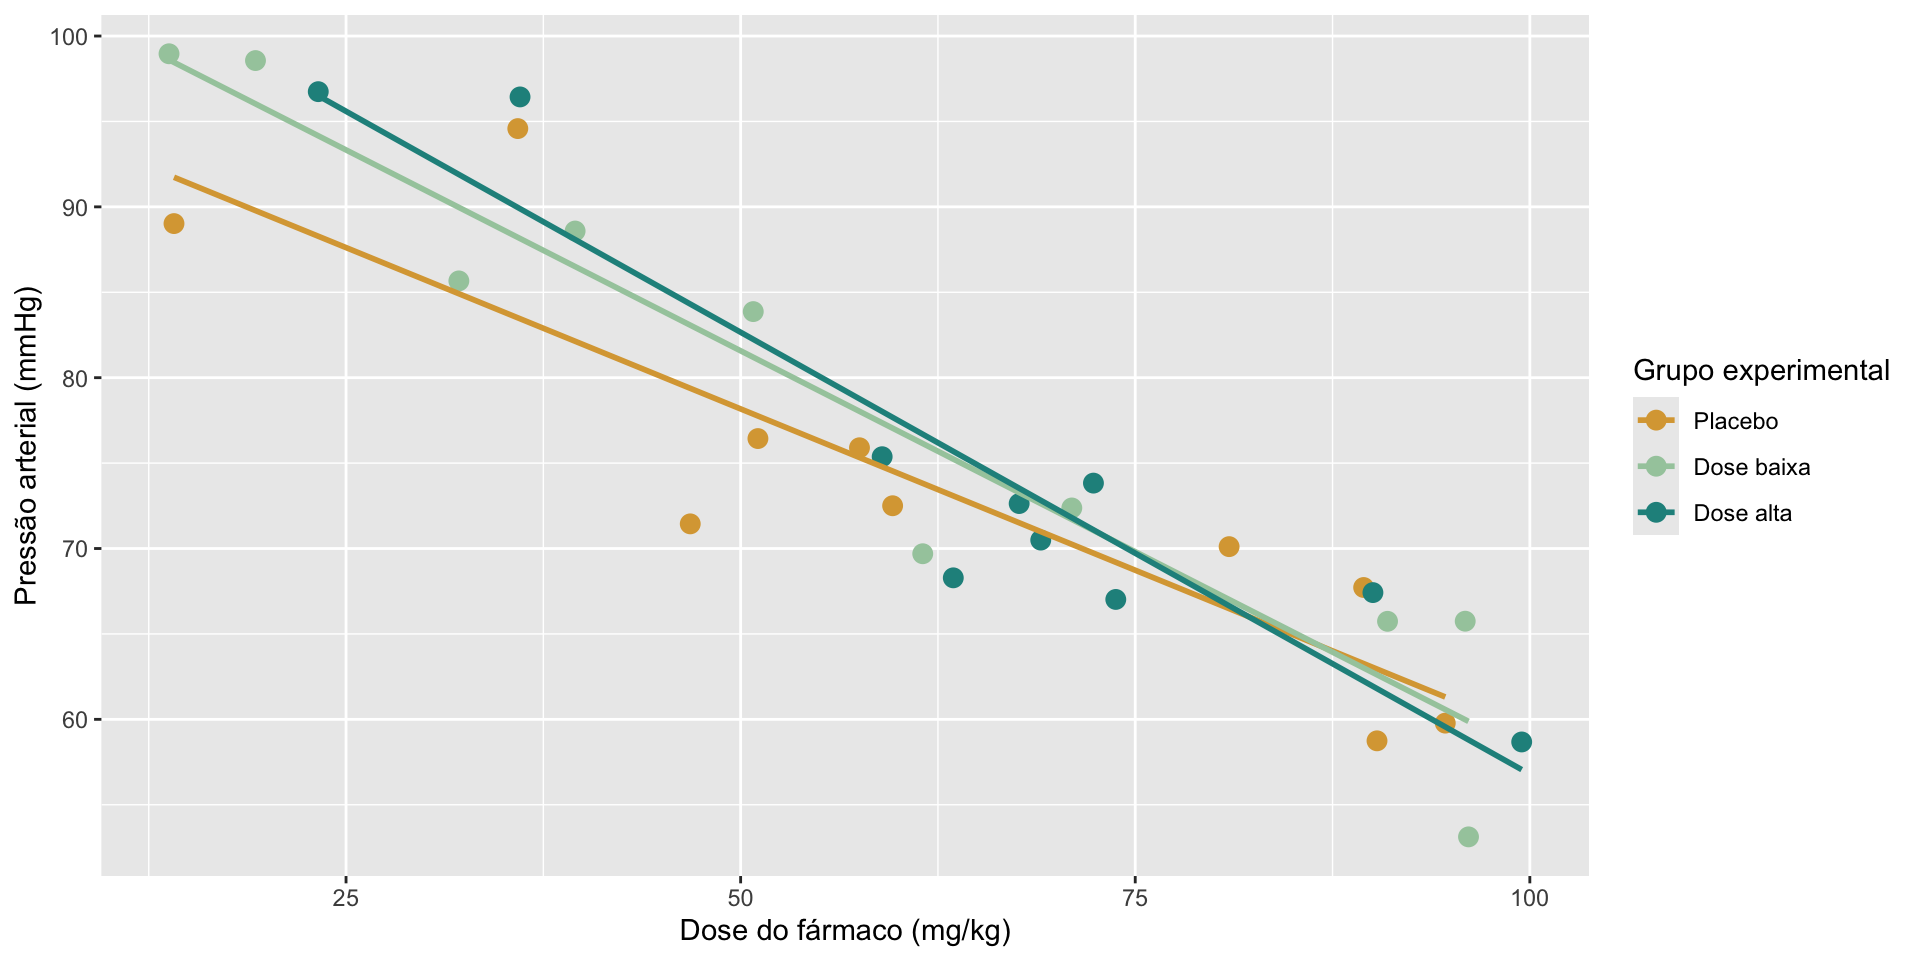 Pressão arterial (mmHg)
100
90
80
70
60
25
50
75
100
Dose do fármaco (mg/kg)
Grupo experimental
Placebo
Dose baixa
Dose alta